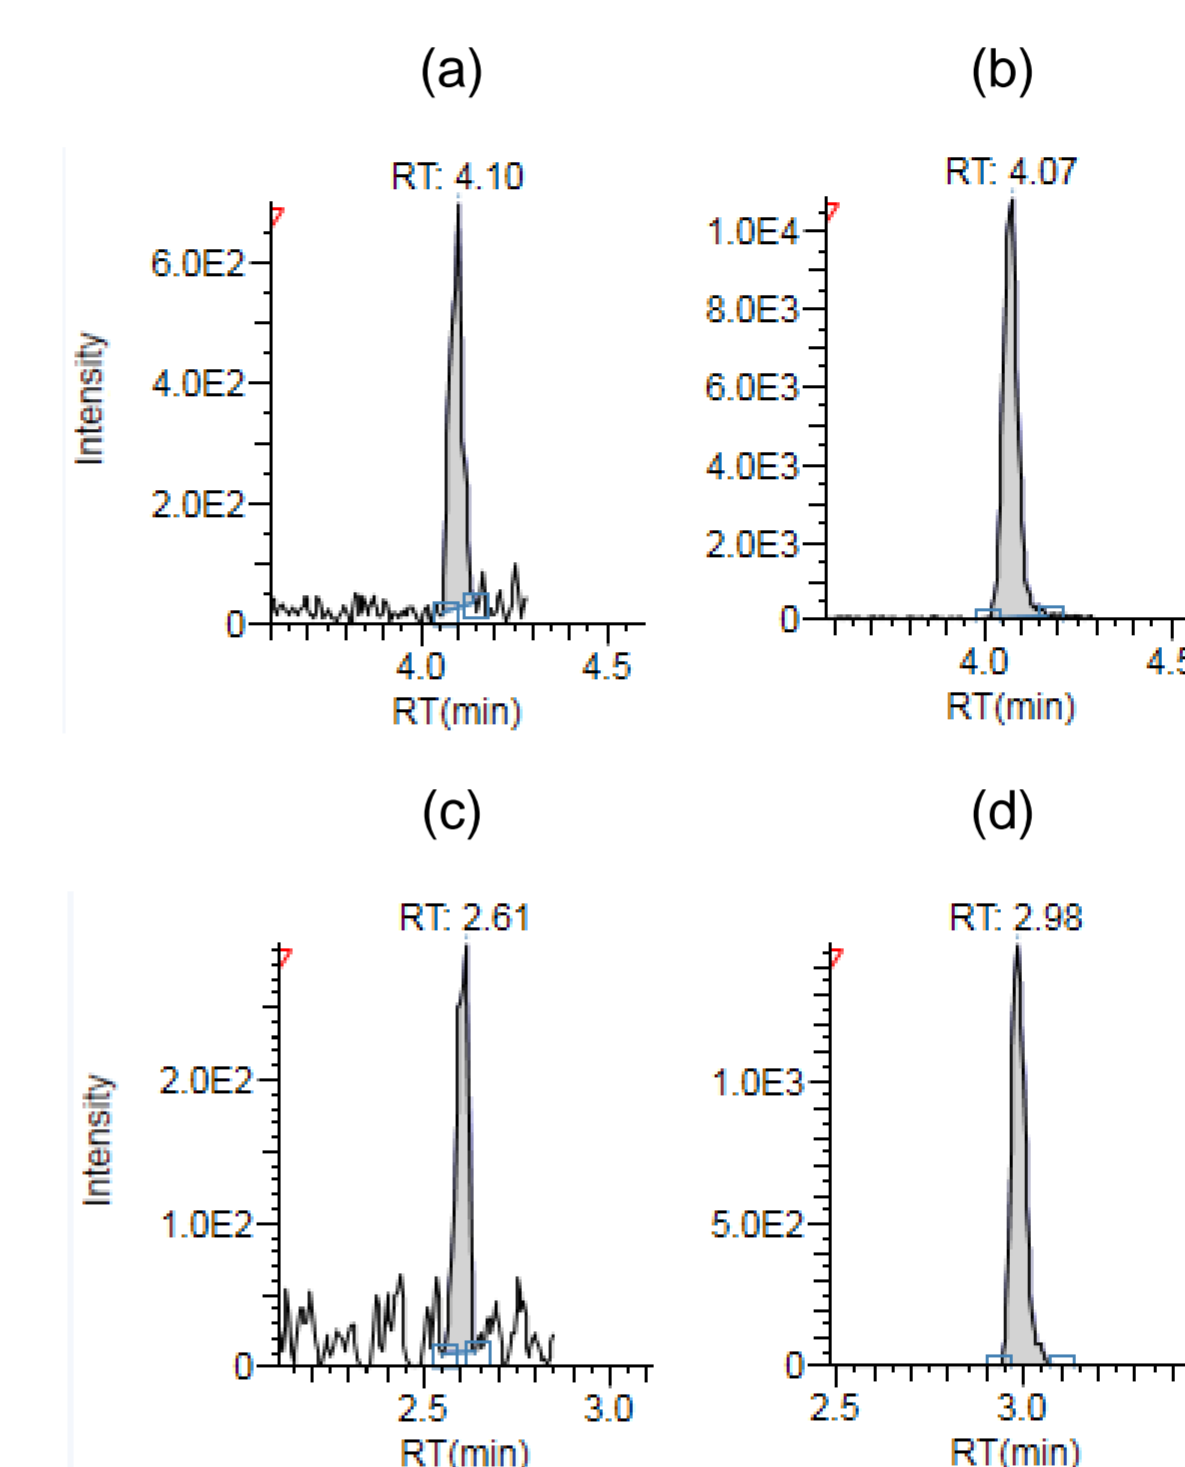 (a)
(b)
RT: 4.10
RT: 4.07
Intensity
6.0E2
4.0E2
2.0E2
0
4.0
4.5
RT(min)
1.0E4
8.0E3
6.0E3
4.0E3
2.0E3
0
4.0
4.5
RT(min)
(c)
(d)
RT: 2.61
RT: 2.98
Intensity
2.0E2
1.0E2
0
2.5
3.0
RT(min)
1.0E3
5.0E2
0
2.5
3.0
RT(min)